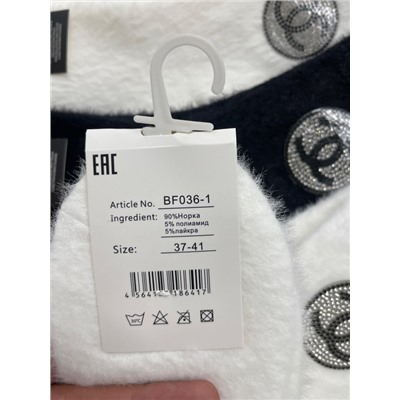 EAC
Article No. BF036-1
Ingredient: 90%Норка
5% полиамид
5%лайкра
Size: 37-41